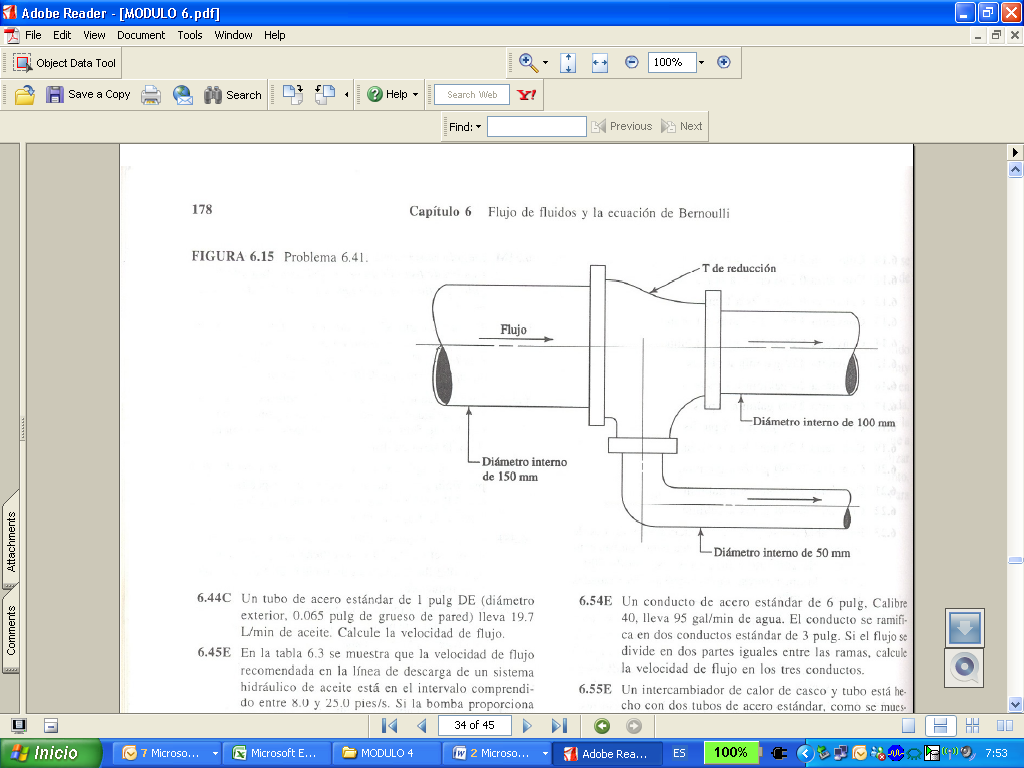 Adobe Reader - [MODULO 6.pdf]
File Edit View Document Tools Window Help
Object Data Tool
100%
Save a Copy
Search
Help
Search Web
Y!
Find:
Previous
Next
178
Capítulo 6 Flujo de fluidos y la ecuación de Bernoulli
FIGURA 6.15 Problema 6.41.
T de reducción
Flujo
Diámetro interno de 100 mm
Diámetro interno
de 150 mm
Diámetro interno de 50 mm
6.44C Un tubo de acero estándar de 1 pulg DE (diámetro
exterior, 0.065 pulg de grueso de pared) lleva 19.7
L/min de aceite. Calcule la velocidad de flujo.
6.45E En la tabla 6.3 se muestra que la velocidad de flujo
recomendada en la línea de descarga de un sistema
hidráulico de aceite está en el intervalo comprendi-
do entre 8.0 y 25.0 pies/s. Si la bomba proporciona
6.54E Un conducto de acero estándar de 6 pulg, Calibre
40, lleva 95 gal/min de agua. El conducto se ramifi-
ca en dos conductos estándar de 3 pulg. Si el flujo se
divide en dos partes iguales entre las ramas, calcule
la velocidad de flujo en los tres conductos.
6.55E Un intercambiador de calor de casco y tubo está he-
cho con dos tubos de acero estándar, como se mues-
Attachments
Comments
34 of 45
Inicio
7 Microso...
Microsoft E...
MODULO 4
2 Microso...
Adobe Rea...
ES
100%
7:53